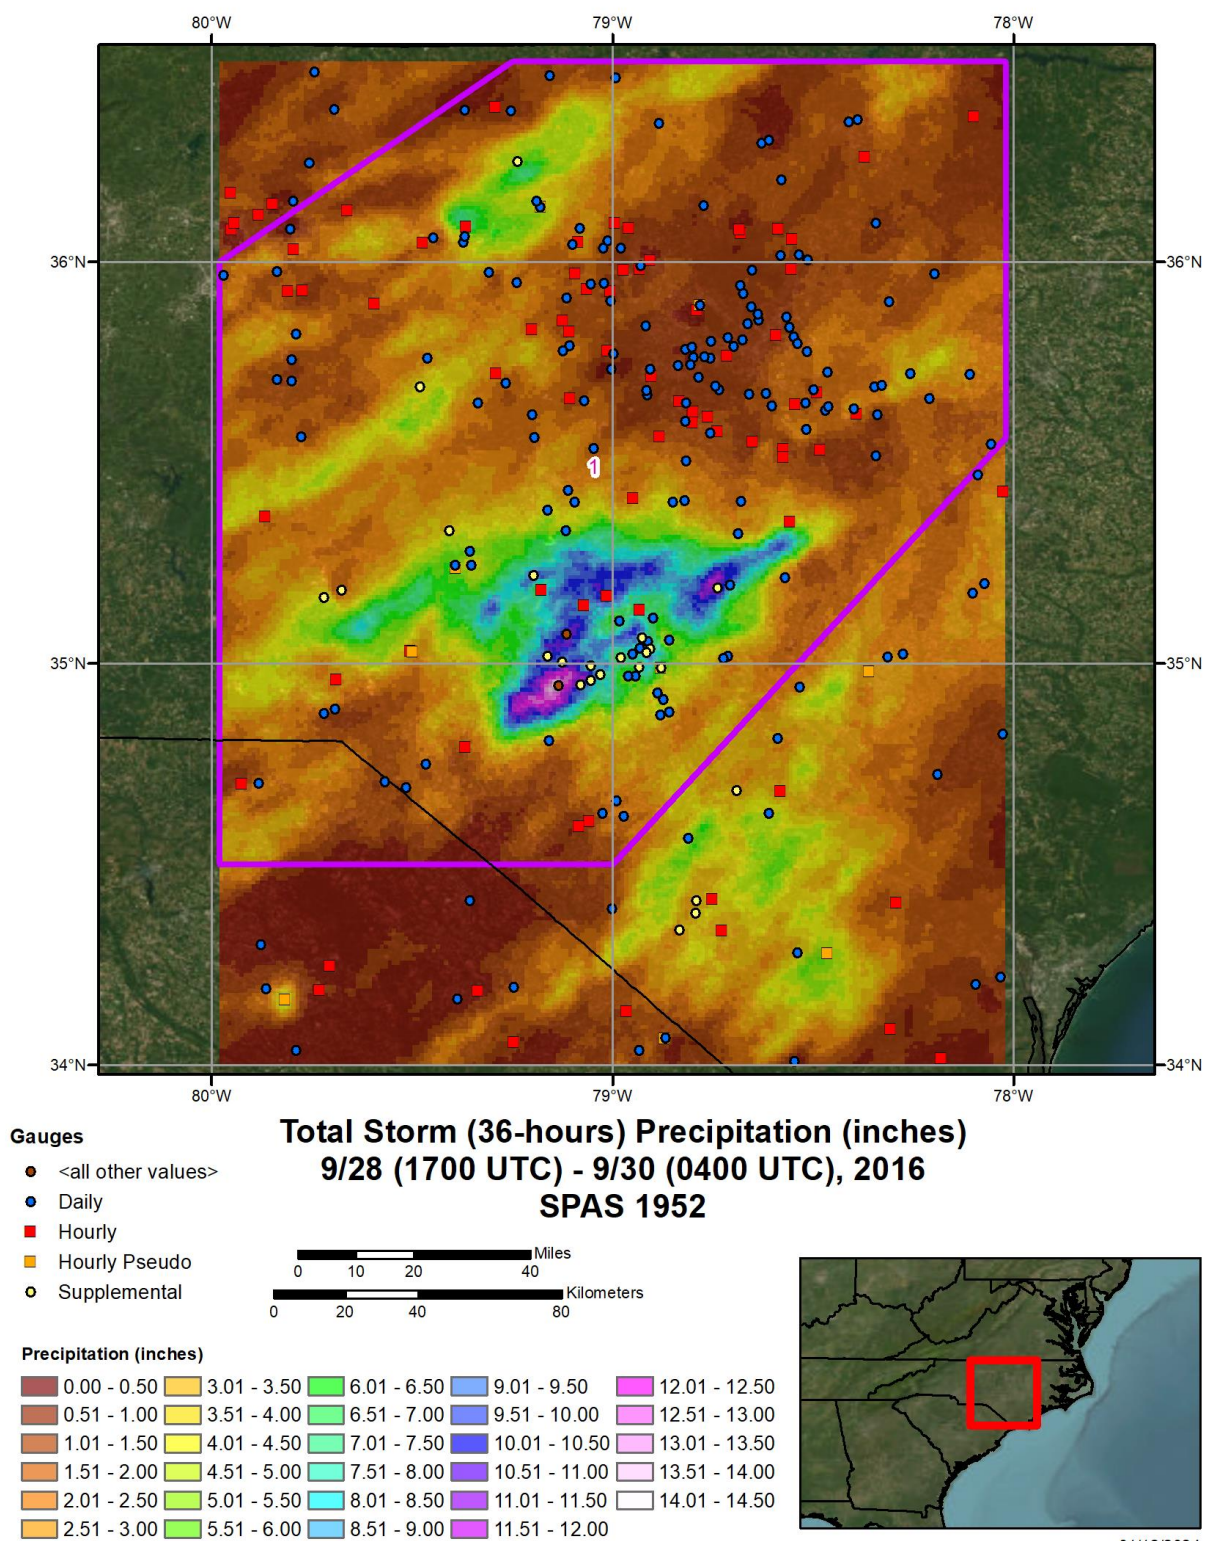 80°W 79°W 78°W
36°N 36°N
1
35°N 35°N
34°N 34°N
80°W 79°W 78°W
Total Storm (36-hours) Precipitation (inches)
9/28 (1700 UTC) - 9/30 (0400 UTC), 2016
SPAS 1952
Gauges
<all other values>
Daily
Hourly
Hourly Pseudo
Supplemental
Miles
0 10 20 40
Kilometers
0 20 40 80
Precipitation (inches)
0.00 - 0.50 3.01 - 3.50 6.01 - 6.50 9.01 - 9.50 12.01 - 12.50
0.51 - 1.00 3.51 - 4.00 6.51 - 7.00 9.51 - 10.00 12.51 - 13.00
1.01 - 1.50 4.01 - 4.50 7.01 - 7.50 10.01 - 10.50 13.01 - 13.50
1.51 - 2.00 4.51 - 5.00 7.51 - 8.00 10.51 - 11.00 13.51 - 14.00
2.01 - 2.50 5.01 - 5.50 8.01 - 8.50 11.01 - 11.50 14.01 - 14.50
2.51 - 3.00 5.51 - 6.00 8.51 - 9.00 11.51 - 12.00